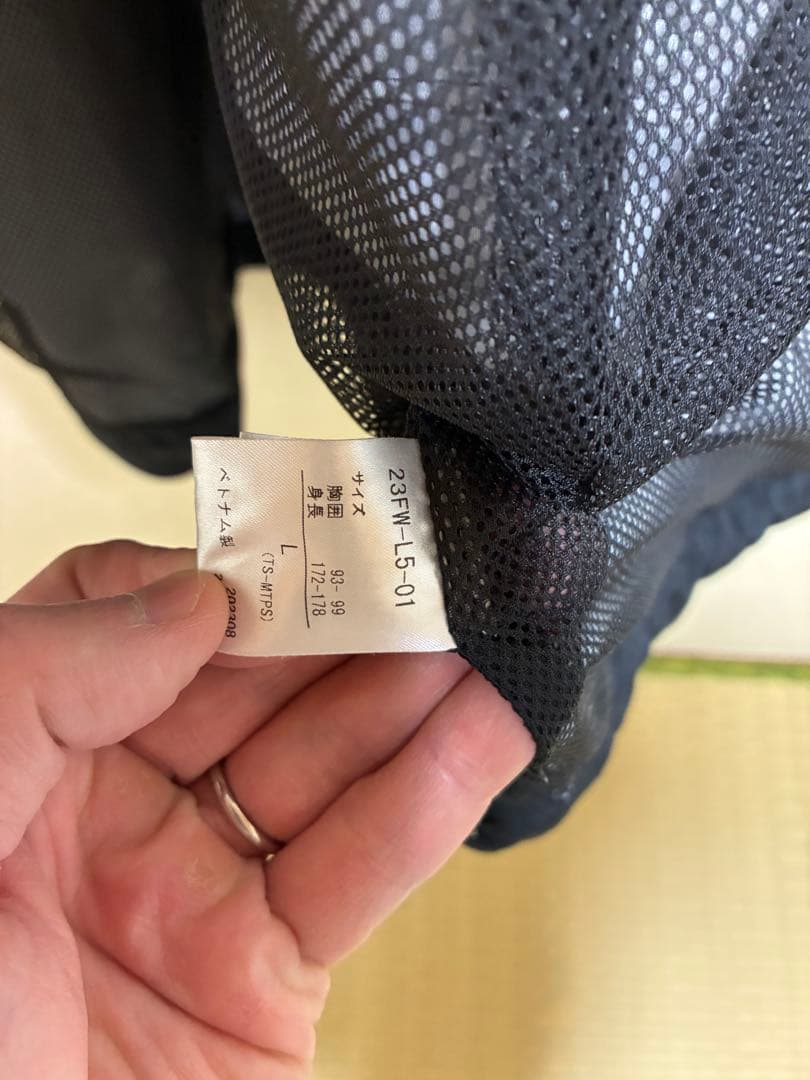 23FW-L5-01
サイズ
胸囲 93- 99
身長 172-178
L
(TS-MTPS)
ベトナム製